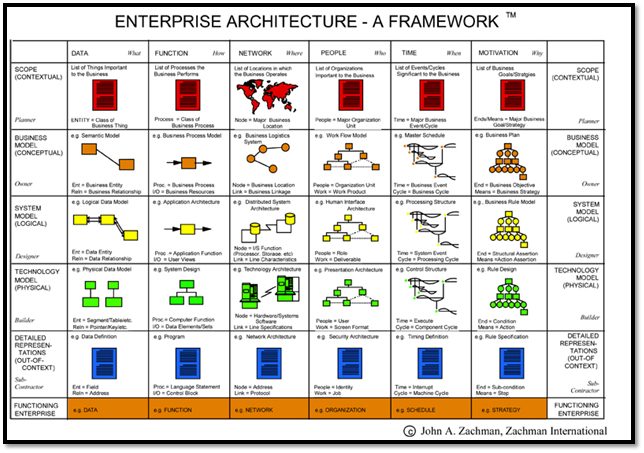 ENTERPRISE ARCHITECTURE - A FRAMEWORK ™
DATA What FUNCTION How NETWORK Where PEOPLE Who TIME When MOTIVATION Why
SCOPE
(CONTEXTUAL)
Planner
List of Things Important
to the Business
ENTITY = Class of
Business Thing
List of Processes the
Business Performs
Process = Class of
Business Process
List of Locations in which
the Business Operates
Node = Major Business
Location
List of Organizations
Important to the Business
People = Major Organization
Unit
List of Events/Cycles
Significant to the Business
Time = Major Business
Event/Cycle
List of Business
Goals/Stratgies
Ends/Means = Major Business
Goal/Strategy
SCOPE
(CONTEXTUAL)
Planner
BUSINESS
MODEL
(CONCEPTUAL)
Owner
e.g. Semantic Model
Ent = Business Entity
Reln = Business Relationship
e.g. Business Process Model
Proc = Business Process
I/O = Business Resources
e.g. Business Logistics
System
Node = Business Location
Link = Business Linkage
e.g. Work Flow Model
People = Organization Unit
Work = Work Product
e.g. Master Schedule
Time = Business Event
Cycle = Business Cycle
e.g. Business Plan
End = Business Objective
Means = Business Strategy
BUSINESS
MODEL
(CONCEPTUAL)
Owner
SYSTEM
MODEL
(LOGICAL)
Designer
e.g. Logical Data Model
Ent = Data Entity
Reln = Data Relationship
e.g. Application Architecture
Proc = Application Function
I/O = User Views
e.g. Distributed System
Architecture
Node = I/S Function
(Processor, Storage, etc)
Link = Line Characteristics
e.g. Human Interface
Architecture
People = Role
Work = Deliverable
e.g. Processing Structure
Time = System Event
Cycle = Processing Cycle
e.g. Business Rule Model
End = Structural Assertion
Means =Action Assertion
SYSTEM
MODEL
(LOGICAL)
Designer
TECHNOLOGY
MODEL
(PHYSICAL)
Builder
e.g. Physical Data Model
Ent = Segment/Table/etc.
Reln = Pointer/Key/etc.
e.g. System Design
Proc = Computer Function
I/O = Data Elements/Sets
e.g. Technology Architecture
Node = Hardware/Systems
Software
Link = Line Specifications
e.g. Presentation Architecture
People = User
Work = Screen Format
e.g. Control Structure
Time = Execute
Cycle = Component Cycle
e.g. Rule Design
End = Condition
Means = Action
TECHNOLOGY
MODEL
(PHYSICAL)
Builder
DETAILED
REPRESEN-
TATIONS
(OUT-OF-
CONTEXT)
Sub-
Contractor
e.g. Data Definition
Ent = Field
Reln = Address
e.g. Program
Proc = Language Statement
I/O = Control Block
e.g. Network Architecture
Node = Address
Link = Protocol
e.g. Security Architecture
People = Identity
Work = Job
e.g. Timing Definition
Time = Interrupt
Cycle = Machine Cycle
e.g. Rule Specification
End = Sub-condition
Means = Step
DETAILED
REPRESEN-
TATIONS
(OUT-OF
CONTEXT)
Sub-
Contractor
FUNCTIONING
ENTERPRISE
e.g. DATA
e.g. FUNCTION
e.g. NETWORK
e.g. ORGANIZATION
e.g. SCHEDULE
e.g. STRATEGY
FUNCTIONING
ENTERPRISE
© John A. Zachman, Zachman International